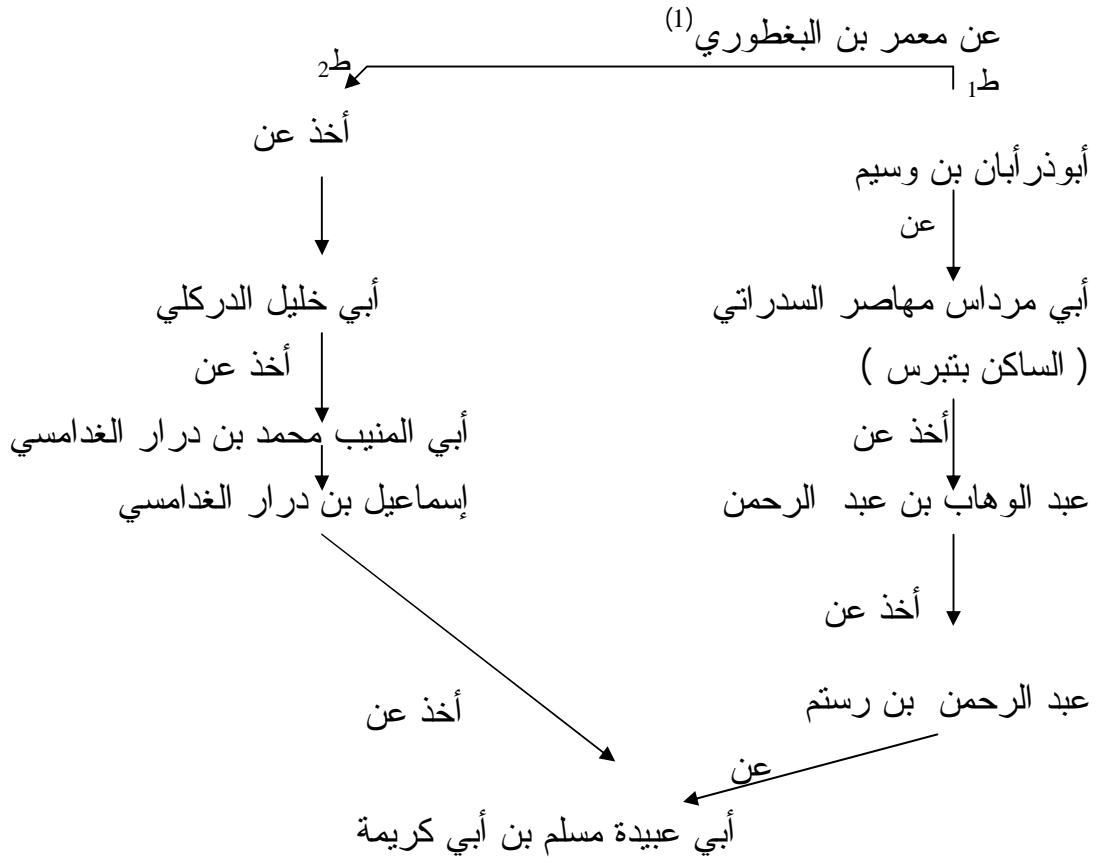 عن معمر بن البغطوري(1)
ط1
ط2
أخذ عن
أبوذرأبان بن وسيم
عن
أبي مرداس مهاصر السدراتي
أبي خليل الدركلي
( الساكن بتبرس )
أخذ عن
أخذ عن
أبي المنيب محمد بن درار الغدامسي
عبد الوهاب بن عبد الرحمن
إسماعيل بن درار الغدامسي
أخذ عن
عبد الرحمن بن رستم
أخذ عن
عن
أبي عبيدة مسلم بن أبي كريمة